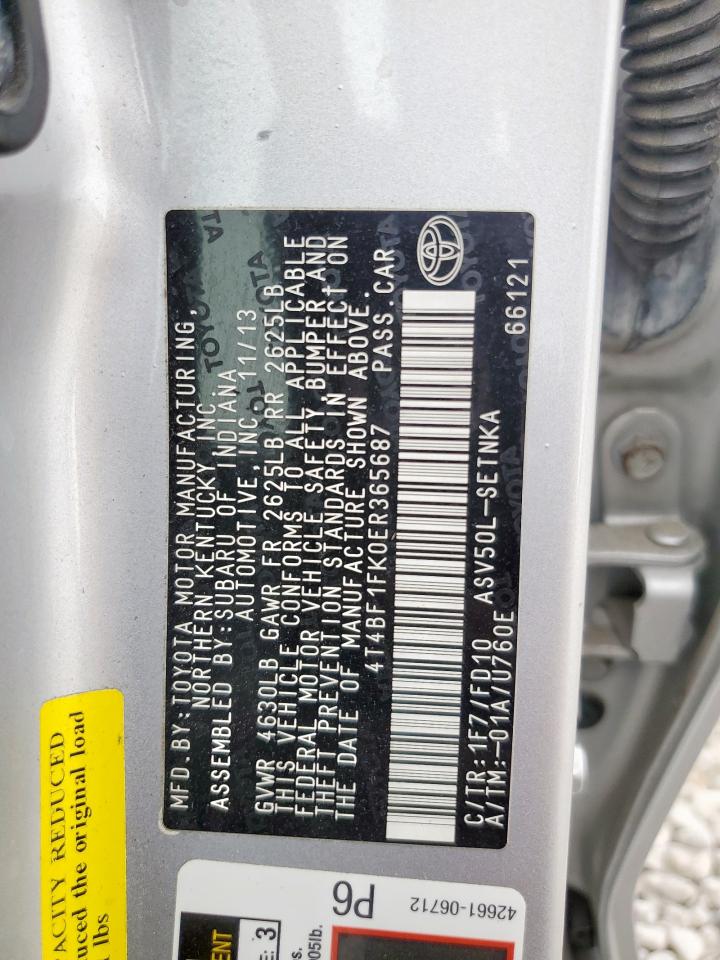 MFD.BY:TOYOTA MOTOR MANUFACTURING,
NORTHERN KENTUCKY INC.
ASSEMBLED BY:SUBARU OF INDIANA
AUTOMOTIVE,INC. 11/13
GVWR 4630LB GAWR FR 2625LB RR 2625LB
THIS VEHICLE CONFORMS TO ALL APPLICABLE
FEDERAL MOTOR VEHICLE SAFETY, BUMPER AND
THEFT PREVENTION STANDARDS IN EFFECT ON
THE DATE OF MANUFACTURE SHOWN ABOVE.
4T4BF1FK0ER365687 PASS.CAR
C/TR:1F7/FD10 ASV50L-SETNKA
A/TM:-01A/U760E 66121
ACITY REDUCED
uced the original load
lbs
P6
42661-06712
ENT
E: 3
s.
005lb.